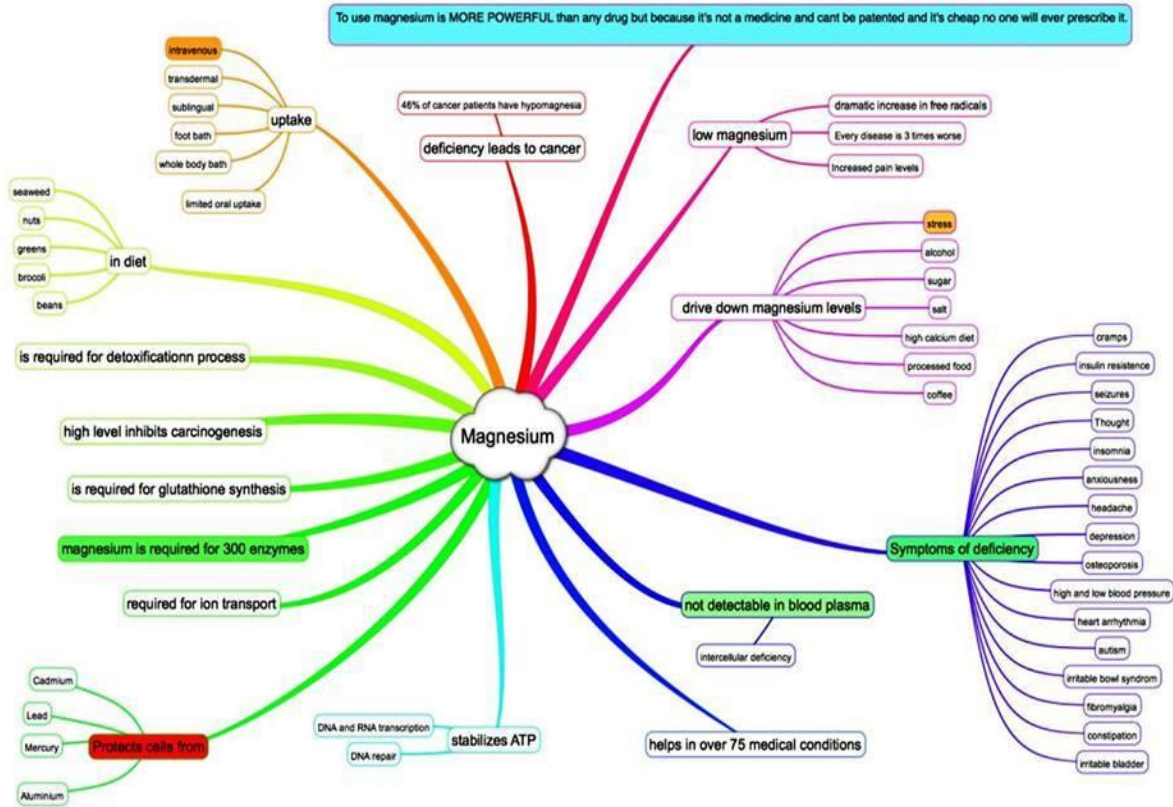 To use magnesium is MORE POWERFUL than any drug but because it's not a medicine and cant be patented and it's cheap no one will ever prescribe it.
intravenous
transdermal
sublingual
foot bath
whole body bath
limited oral uptake
uptake
46% of cancer patients have hypomagnesia
deficiency leads to cancer
low magnesium
dramatic increase in free radicals
Every disease is 3 times worse
Increased pain levels
seaweed
nuts
greens
brocoli
beans
in diet
drive down magnesium levels
stress
alcohol
sugar
salt
high calcium diet
processed food
coffee
is required for detoxificationn process
high level inhibits carcinogenesis
is required for glutathione synthesis
magnesium is required for 300 enzymes
required for ion transport
Magnesium
Symptoms of deficiency
cramps
insulin resistence
seizures
Thought
insomnia
anxiousness
headache
depression
osteoporosis
high and low blood pressure
heart arrhythmia
autism
irritable bowl syndrom
fibromyalgia
constipation
irritable bladder
not detectable in blood plasma
intercellular deficiency
helps in over 75 medical conditions
stabilizes ATP
DNA and RNA transcription
DNA repair
Protects cells from
Cadmium
Lead
Mercury
Aluminium